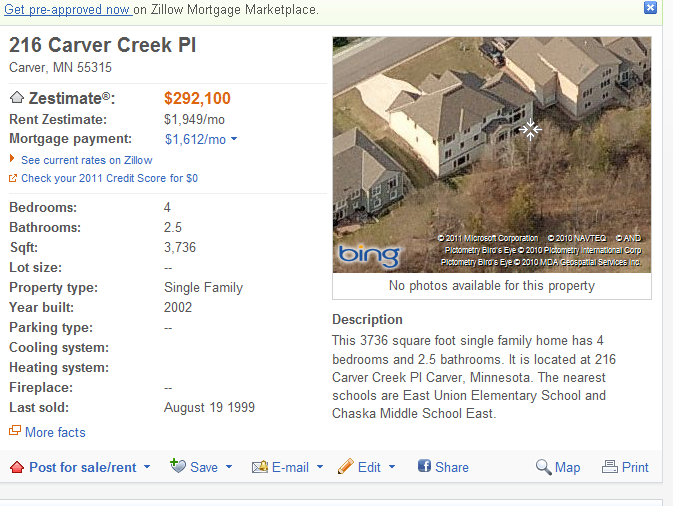 Get pre-approved now on Zillow Mortgage Marketplace.
216 Carver Creek Pl
Carver, MN 55315
Zestimate®: $292,100
Rent Zestimate: $1,949/mo
Mortgage payment: $1,612/mo
See current rates on Zillow
Check your 2011 Credit Score for $0
Bedrooms: 4
Bathrooms: 2.5
Sqft: 3,736
Lot size: --
Property type: Single Family
Year built: 2002
Parking type: --
Cooling system:
Heating system:
Fireplace: --
Last sold: August 19 1999
More facts
© 2011 Microsoft Corporation © 2010 NAVTEQ © AND
Pictometry Bird's Eye © 2010 Pictometry International Corp
Pictometry Bird's Eye © 2010 MDA Geospatial Services Inc.
bing
No photos available for this property
Description
This 3736 square foot single family home has 4
bedrooms and 2.5 bathrooms. It is located at 216
Carver Creek Pl Carver, Minnesota. The nearest
schools are East Union Elementary School and
Chaska Middle School East.
Post for sale/rent Save E-mail Edit Share Map Print